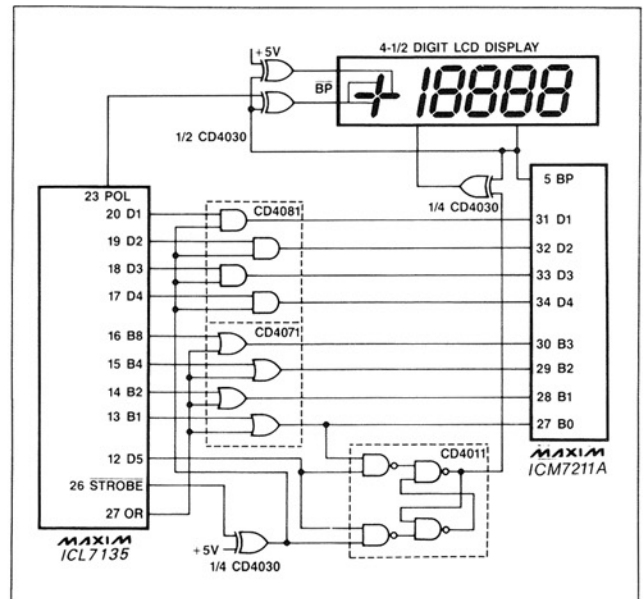 4-1/2 DIGIT LCD DISPLAY
+5V
BP
+18888
1/2 CD4030
1/4 CD4030
23 POL
20 D1
19 D2
18 D3
17 D4
16 B8
15 B4
14 B2
13 B1
12 D5
26 STROBE
27 OR
MAXIM
ICL7135
CD4081
CD4071
CD4011
+5V
1/4 CD4030
5 BP
31 D1
32 D2
33 D3
34 D4
30 B3
29 B2
28 B1
27 B0
MAXIM
ICM7211A